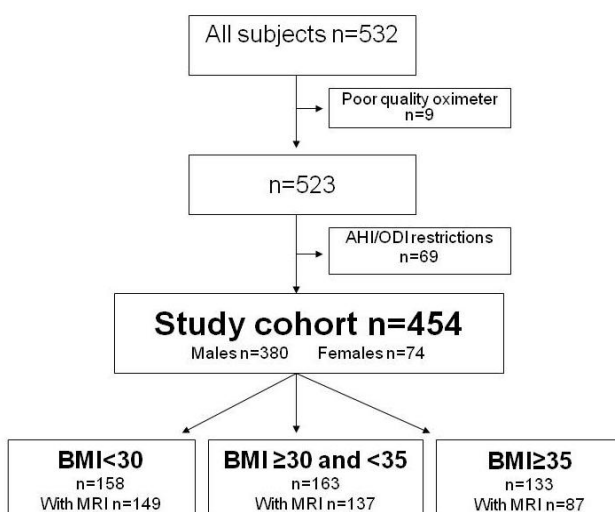 All subjects n=532
Poor quality oximeter
n=9
n=523
AHI/ODI restrictions
n=69
Study cohort n=454
Males n=380 Females n=74
BMI<30
n=158
With MRI n=149
BMI ≥30 and <35
n=163
With MRI n=137
BMI≥35
n=133
With MRI n=87